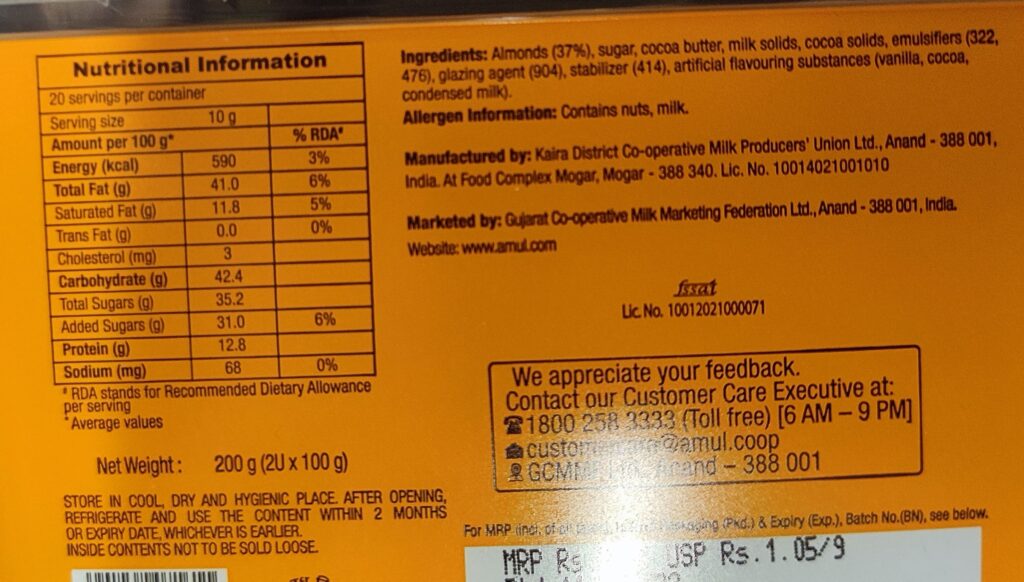 Nutritional Information
20 servings per container
Serving size 10 g
Amount per 100 g* % RDA#
Energy (kcal) 590 3%
Total Fat (g) 41.0 6%
Saturated Fat (g) 11.8 5%
Trans Fat (g) 0.0 0%
Cholesterol (mg) 3
Carbohydrate (g) 42.4
Total Sugars (g) 35.2
Added Sugars (g) 31.0 6%
Protein (g) 12.8
Sodium (mg) 68 0%
# RDA stands for Recommended Dietary Allowance
per serving
*Average values
Net Weight : 200 g (2U x 100 g)
STORE IN COOL, DRY AND HYGIENIC PLACE. AFTER OPENING,
REFRIGERATE AND USE THE CONTENT WITHIN 2 MONTHS
OR EXPIRY DATE, WHICHEVER IS EARLIER.
INSIDE CONTENTS NOT TO BE SOLD LOOSE.
Ingredients: Almonds (37%), sugar, cocoa butter, milk solids, cocoa solids, emulsifiers (322,
476), glazing agent (904), stabilizer (414), artificial flavouring substances (vanilla, cocoa,
condensed milk).
Allergen Information: Contains nuts, milk.
Manufactured by: Kaira District Co-operative Milk Producers' Union Ltd., Anand - 388 001,
India. At Food Complex Mogar, Mogar - 388 340. Lic. No. 10014021001010
Marketed by: Gujarat Co-operative Milk Marketing Federation Ltd., Anand - 388 001, India.
Website: www.amul.com
fssai
Lic. No. 10012021000071
We appreciate your feedback.
Contact our Customer Care Executive at:
1800 258 3333 (Toll free) [6 AM – 9 PM]
@amul.coop
Anand – 388 001
For MRP (incl. of (Pkd.) & Expiry (Exp.), Batch No.(BN), see below.
MRP Rs USP Rs.1.05/9